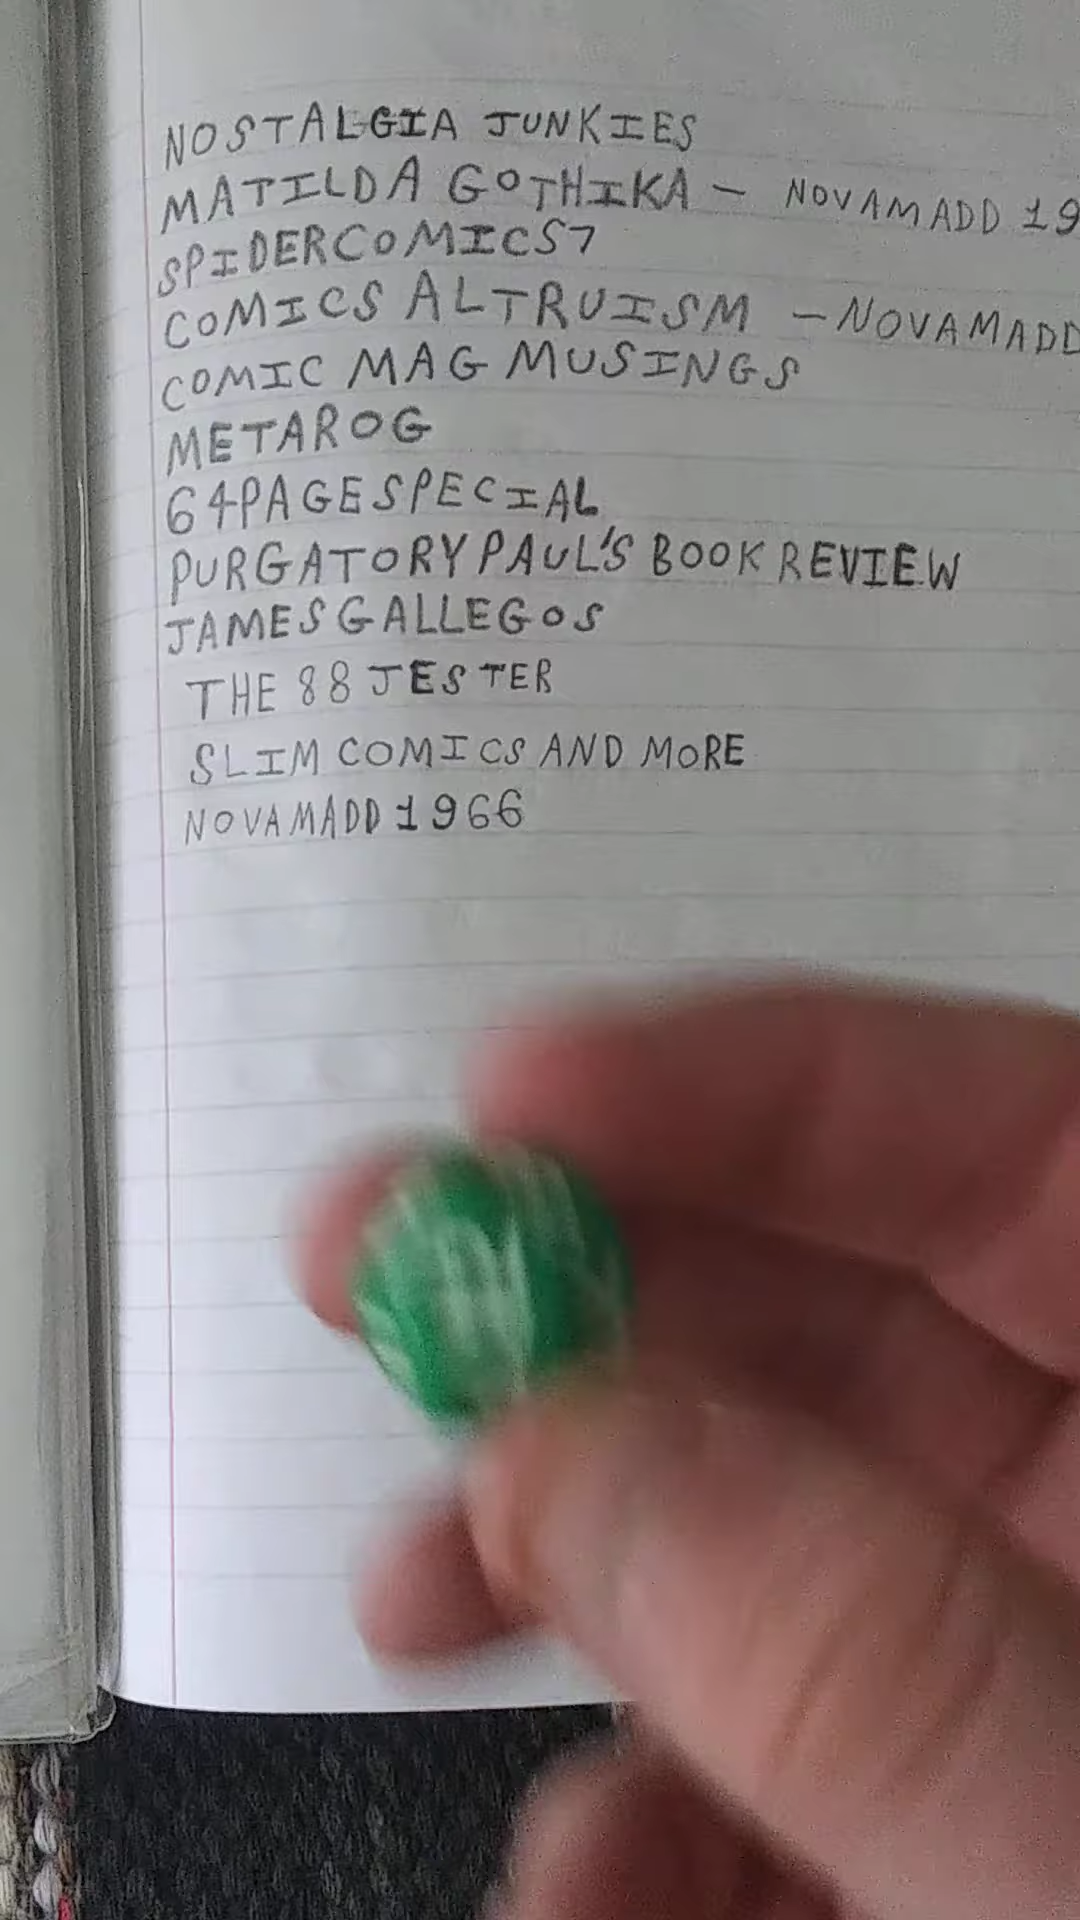 NOSTALGIA JUNKIES
MATILDA GOTHIKA - NOVAMADD 19
SPIDERCOMICS7
COMICS ALTRUISM - NOVAMADD
COMIC MAG MUSINGS
METAROG
64PAGESPECIAL
PURGATORY PAUL'S BOOK REVIEW
JAMES GALLEGOS
THE 88 JESTER
SLIM COMICS AND MORE
NOVAMADD 1966